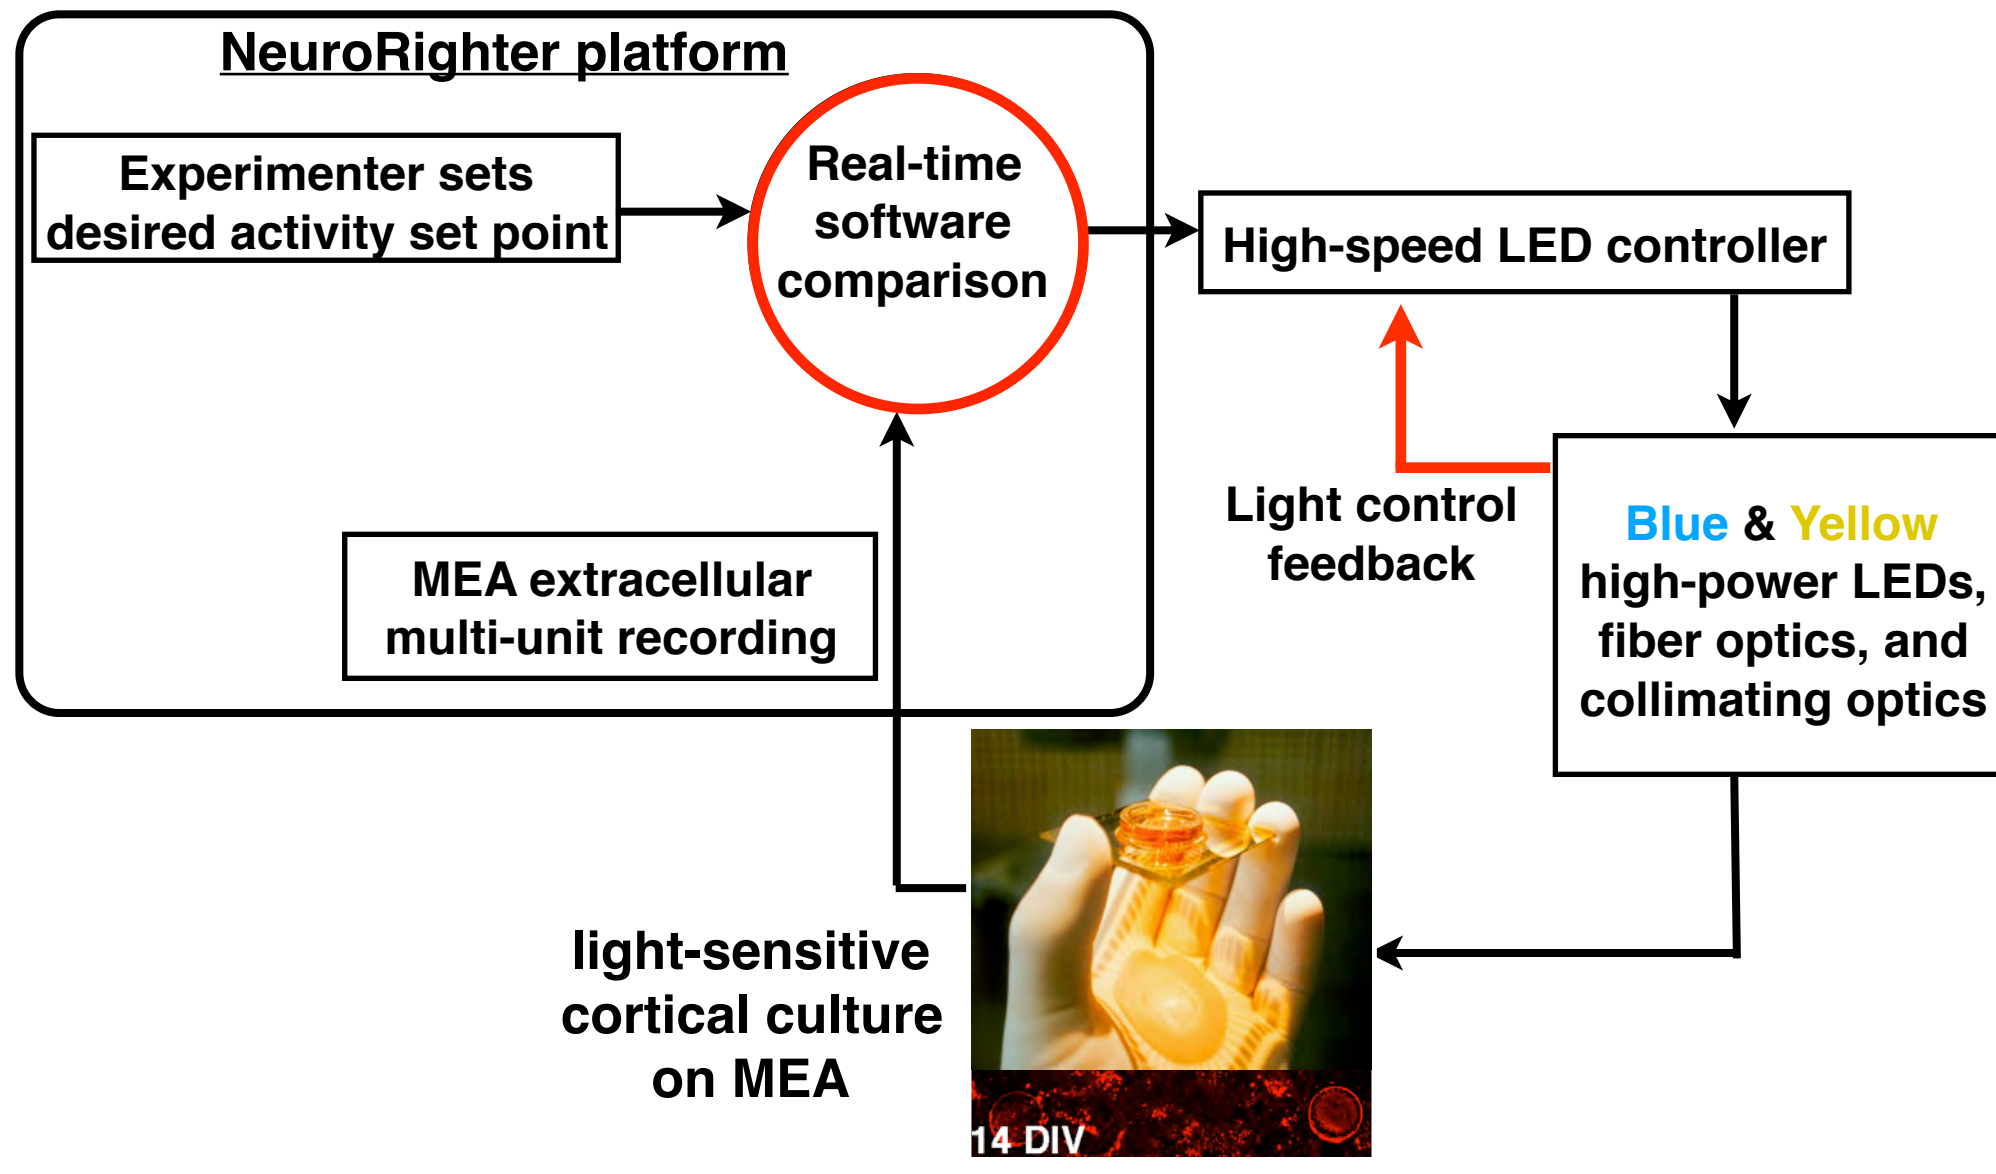 NeuroRighter platform
Experimenter sets
desired activity set point
Real-time
software
comparison
High-speed LED controller
Light control
feedback
Blue & Yellow
high-power LEDs,
fiber optics, and
collimating optics
MEA extracellular
multi-unit recording
light-sensitive
cortical culture
on MEA
14 DIV